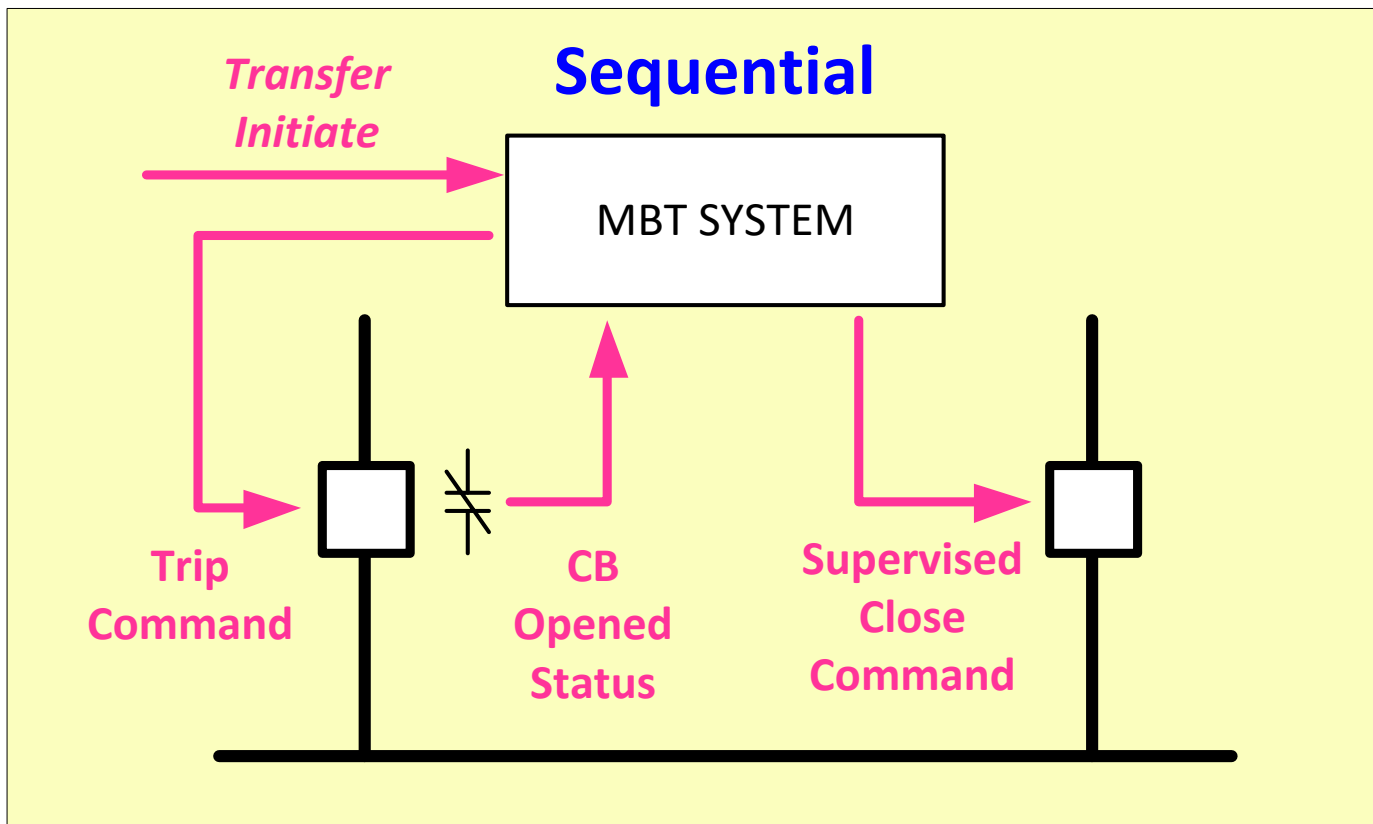 Sequential
Transfer
Initiate
MBT SYSTEM
Trip
Command
CB
Opened
Status
Supervised
Close
Command